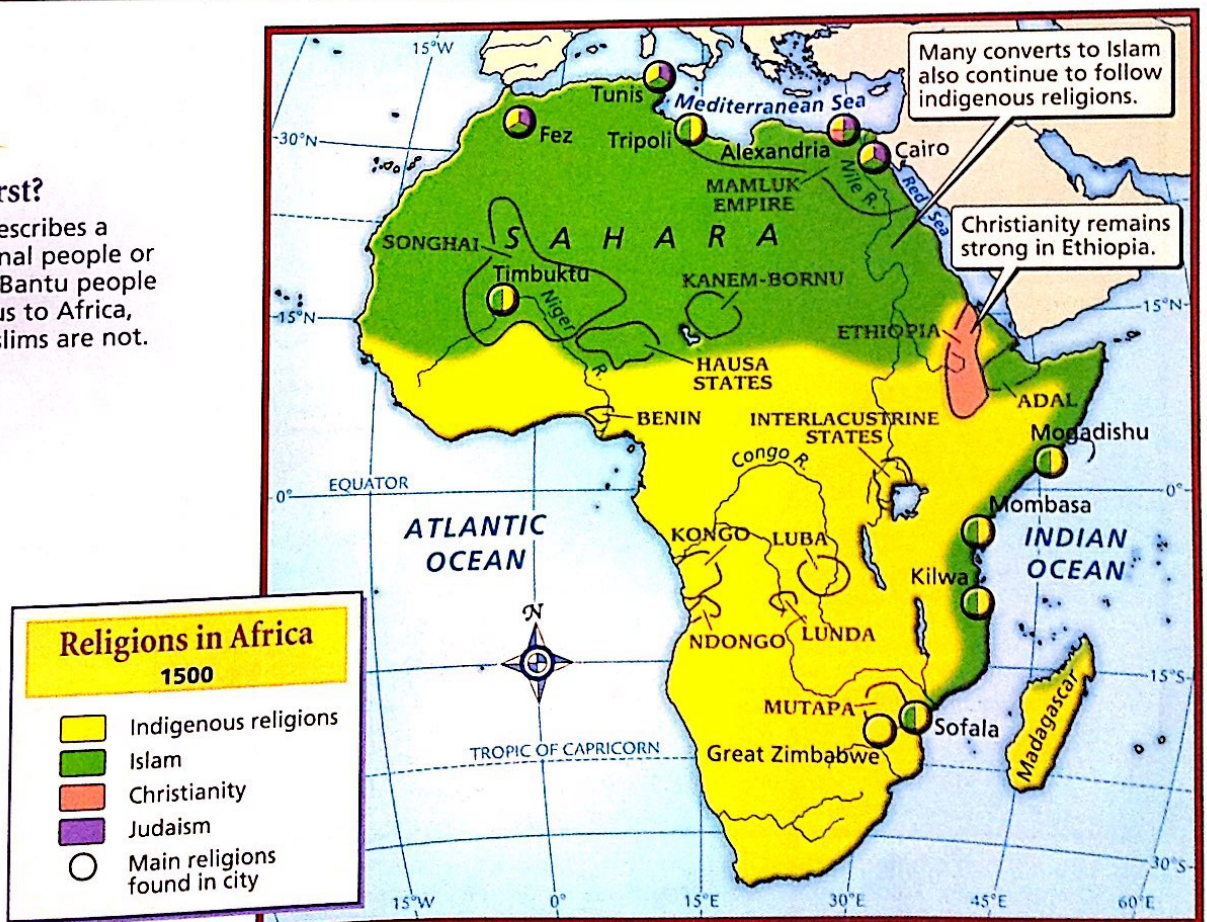 rst?
escribes a
nal people or
Bantu people
us to Africa,
slims are not.
15°W
Many converts to Islam
also continue to follow
indigenous religions.
Tunis
Mediterranean Sea
30°N
Fez
Tripoli
Alexandria
Cairo
Nile R.
Red Sea
MAMLUK
EMPIRE
Christianity remains
strong in Ethiopia.
SONGHAI
SAHARA
Timbuktu
KANEM-BORNU
Niger
R.
15°N
15°N
ETHIOPIA
HAUSA
STATES
ADAL
BENIN
INTERLACUSTRINE
STATES
Mogadishu
Congo R.
EQUATOR
0°
0°
Mombasa
ATLANTIC
OCEAN
KONGO
LUBA
INDIAN
OCEAN
Kilwa
N
NDONGO
LUNDA
15°S
MUTAPA
Sofala
Madagascar
Great Zimbabwe
TROPIC OF CAPRICORN
30°S
15°W
0°
15°E
30°E
45°E
60°E
Religions in Africa
1500
Indigenous religions
Islam
Christianity
Judaism
Main religions
found in city